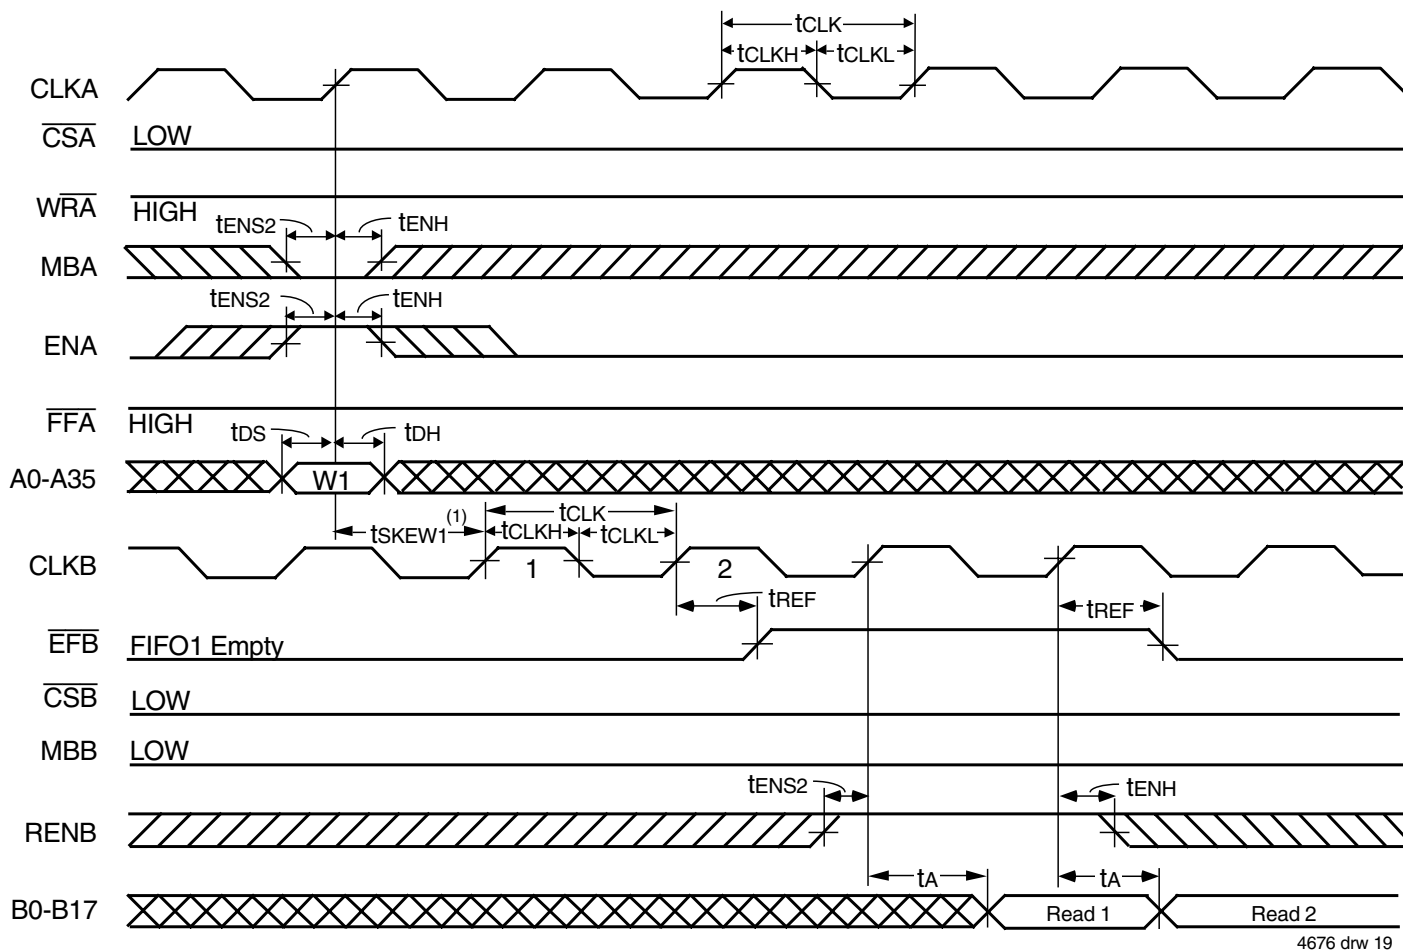 tCLK
tCLKH tCLKL
CLKA
CSA LOW
WRA HIGH
tENS2 tENH
MBA
tENS2 tENH
ENA
FFA HIGH
tDS tDH
A0-A35 W1
tSKEW1(1) tCLK
tCLKH tCLKL
CLKB 1 2
tREF tREF
EFB FIFO1 Empty
CSB LOW
MBB LOW
tENS2 tENH
RENB
tA tA
B0-B17 Read 1 Read 2
4676 drw 19